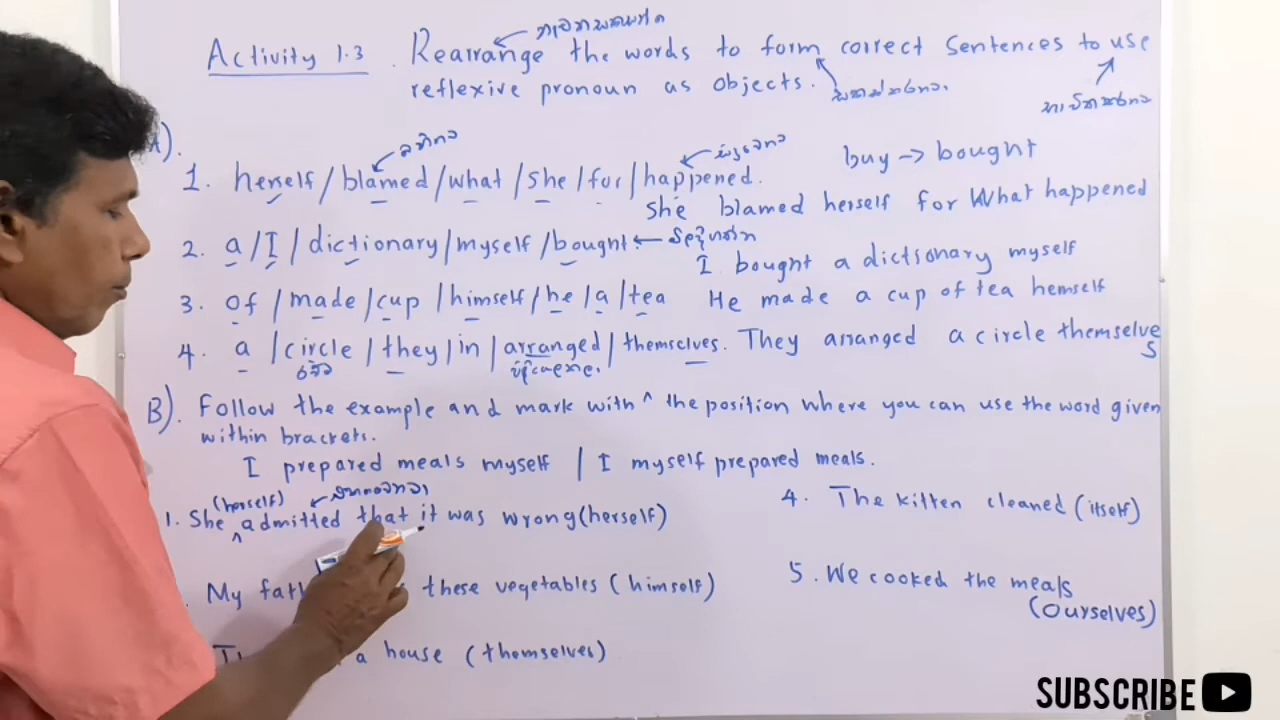 Activity 1.3 Rearrange the words to form correct sentences to use
reflexive pronoun as objects.
1. herself / blamed / what / she / for / happened.
buy → bought
She blamed herself for What happened
2. a / I / dictionary / myself / bought
I bought a dictsonary myself
3. of / made / cup / himself / he / a / tea
He made a cup of tea hemself
4. a / circle / they / in / arranged / themselves.
They arranged a circle themselves
B). Follow the example and mark with ^ the position where you can use the word given
within brackets.
I prepared meals myself / I myself prepared meals.
(herself)
1. She ^ admitted that it was wrong (herself)
My these vegetables (himself)
a house (themselves)
4. The kitten cleaned (itself)
5. We cooked the meals
(Ourselves)
SUBSCRIBE